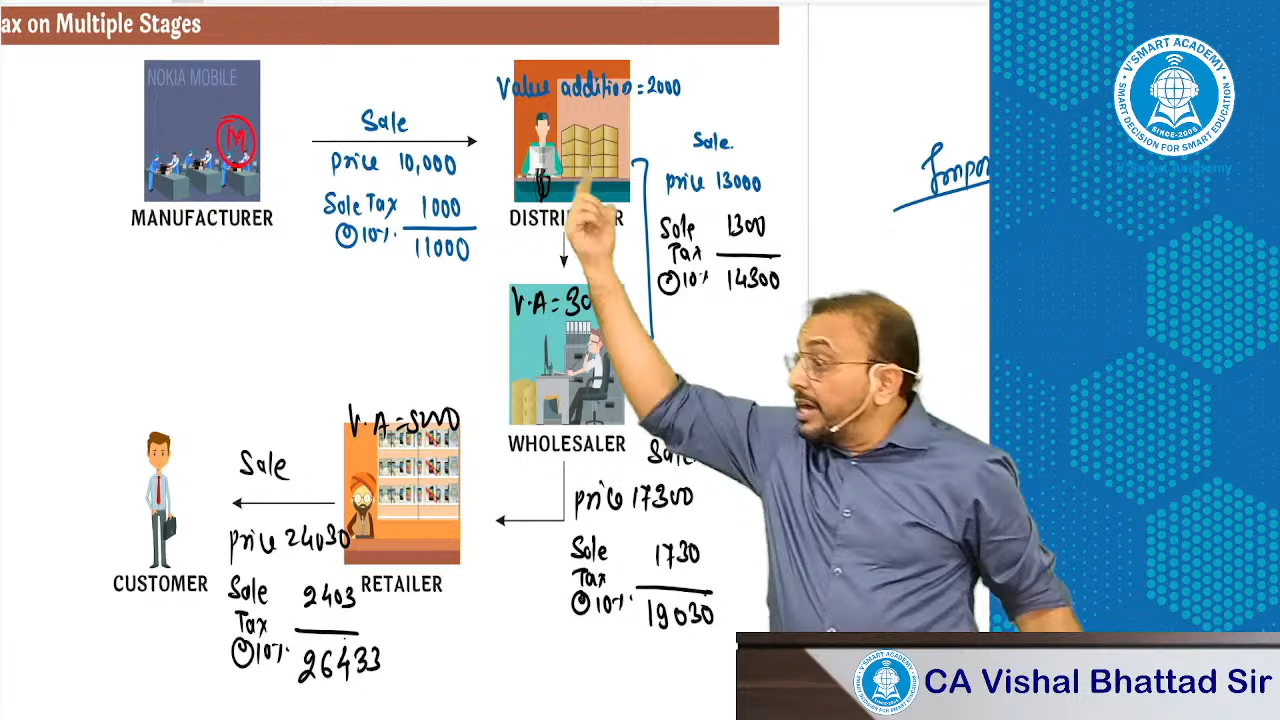 ax on Multiple Stages
NOKIA MOBILE
M
MANUFACTURER
Sale
price 10,000
Sale Tax 1000
@10%.
11000
Value addition = 2000
Sale.
price 13000
Sale 1300
Tax
@10% 14300
V.A = 30
WHOLESALER
price 17300
Sale 1730
Tax
@10%.
19030
V.A = 5000
RETAILER
Sale
price 24030
Sale 2403
Tax
@10%.
26433
CUSTOMER
V'SMART ACADEMY
SINCE-2005
SMART DECISION FOR SMART EDUCATION
CA Vishal Bhattad Sir